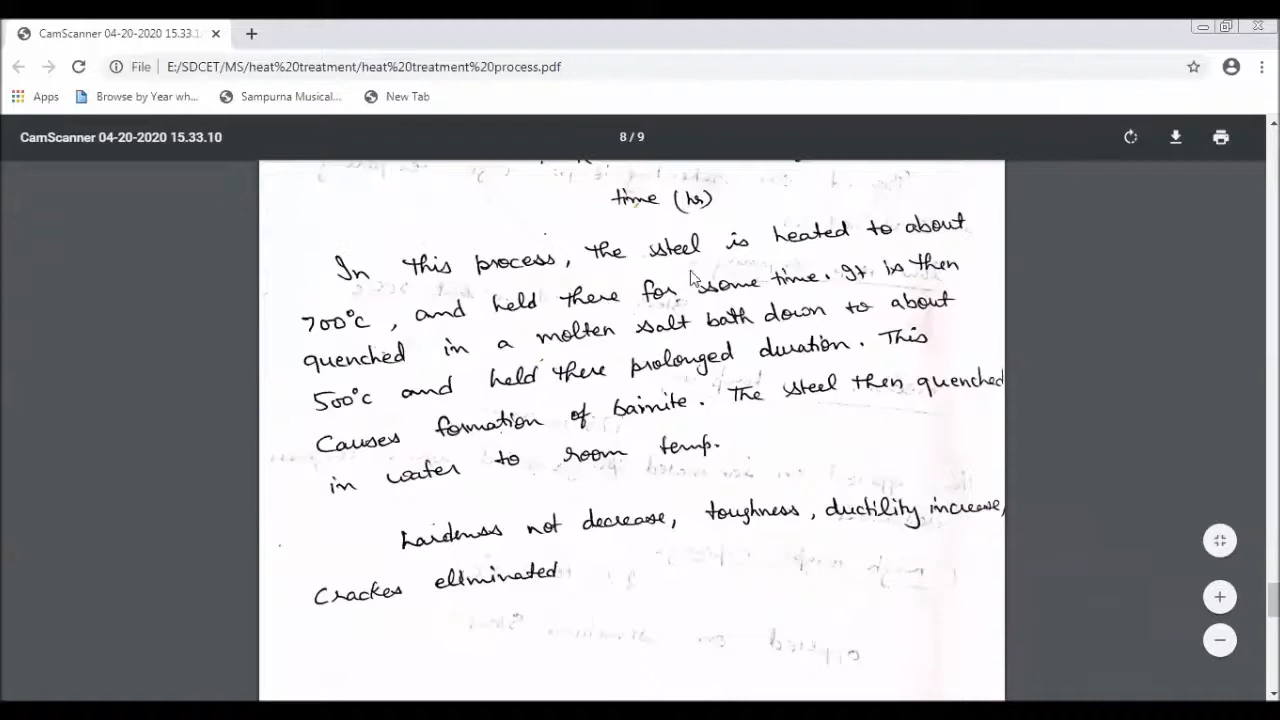 CamScanner 04-20-2020 15.33.1
File E:/SDCET/MS/heat%20treatment/heat%20treatment%20process.pdf
Apps Browse by Year wh... Sampurna Musical... New Tab
CamScanner 04-20-2020 15.33.10 8 / 9
time (hr)
In this process, the steel is heated to about
700°c, and held there for ssome time. It is then
quenched in a molten salt bath down to about
500°c and held there prolonged duration. This
Causes formation of bainite. The steel then quenched
in water to room temp.
hardenss not decrease, toughness, ductility increase,
Crackes eliminated